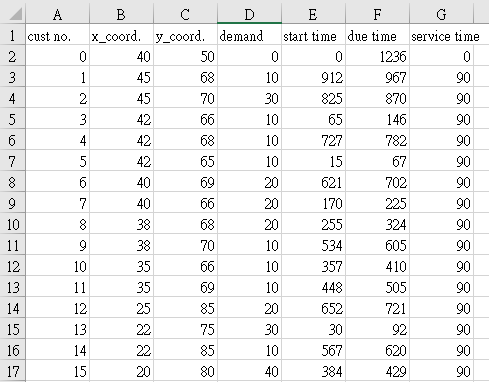 A B C D E F G
1 cust no. x_coord. y_coord. demand start time due time service time
2 0 40 50 0 0 1236 0
3 1 45 68 10 912 967 90
4 2 45 70 30 825 870 90
5 3 42 66 10 65 146 90
6 4 42 68 10 727 782 90
7 5 42 65 10 15 67 90
8 6 40 69 20 621 702 90
9 7 40 66 20 170 225 90
10 8 38 68 20 255 324 90
11 9 38 70 10 534 605 90
12 10 35 66 10 357 410 90
13 11 35 69 10 448 505 90
14 12 25 85 20 652 721 90
15 13 22 75 30 30 92 90
16 14 22 85 10 567 620 90
17 15 20 80 40 384 429 90